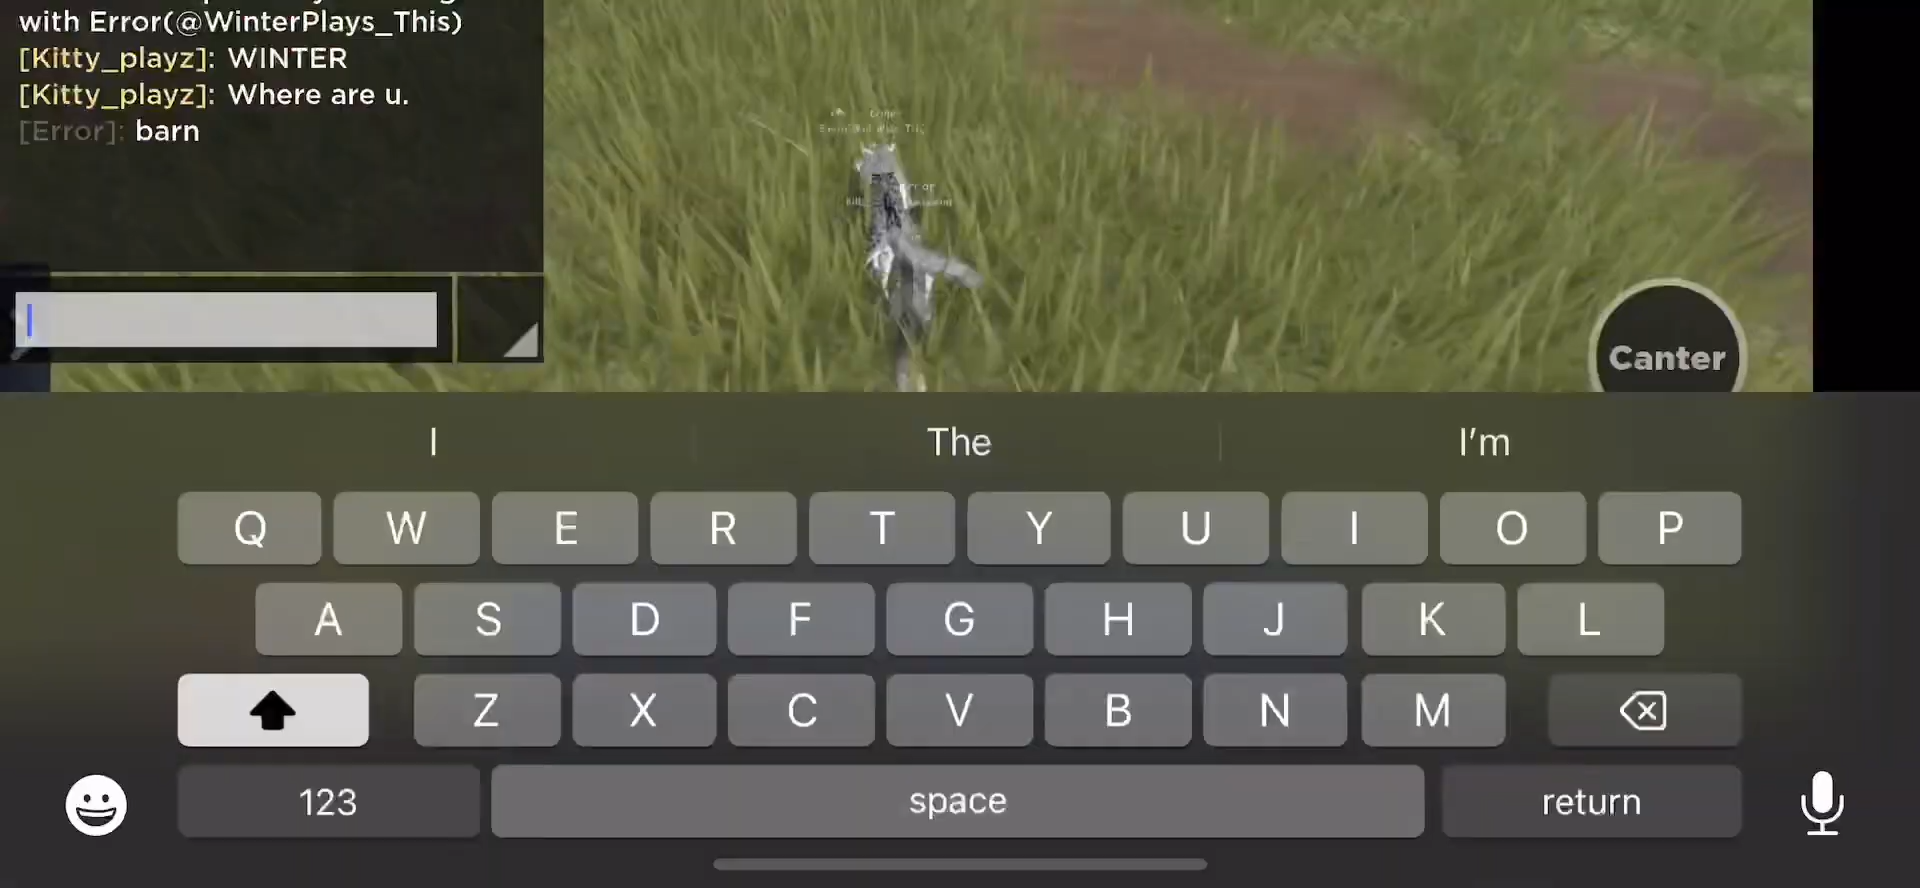 with Error(@WinterPlays_This)
[Kitty_playz]: WINTER
[Kitty_playz]: Where are u.
[Error]: barn
Canter
I The I'm
Q W E R T Y U I O P
A S D F G H J K L
Z X C V B N M
123 space return